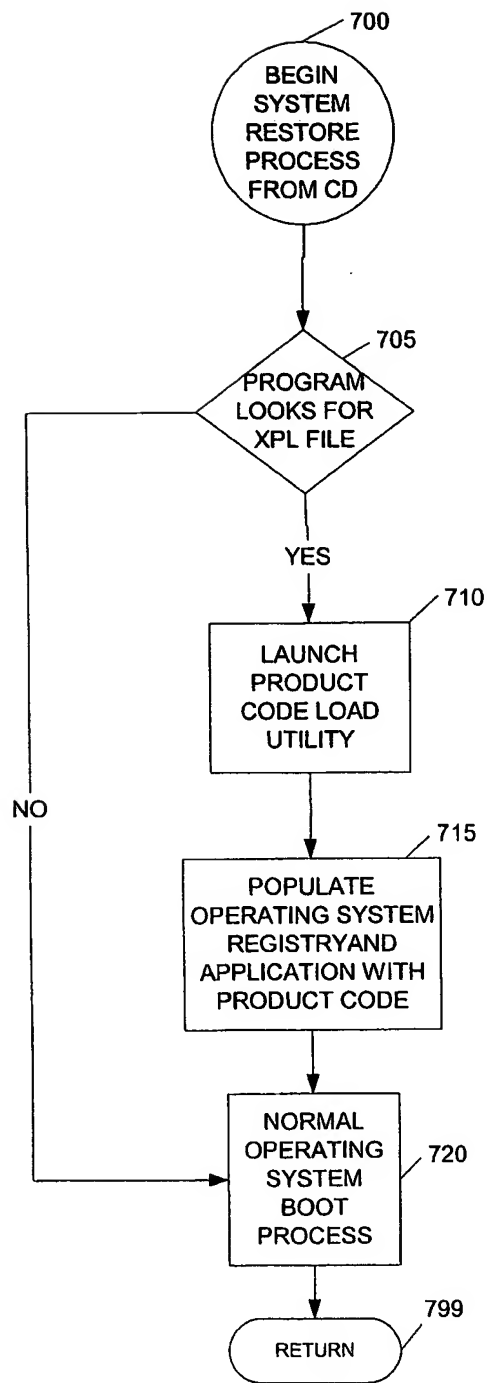 700
BEGIN
SYSTEM
RESTORE
PROCESS
FROM CD
705
PROGRAM
LOOKS FOR
XPL FILE
YES
710
LAUNCH
PRODUCT
CODE LOAD
UTILITY
NO
715
POPULATE
OPERATING SYSTEM
REGISTRYAND
APPLICATION WITH
PRODUCT CODE
NORMAL
OPERATING
SYSTEM
BOOT
PROCESS
720
RETURN
799